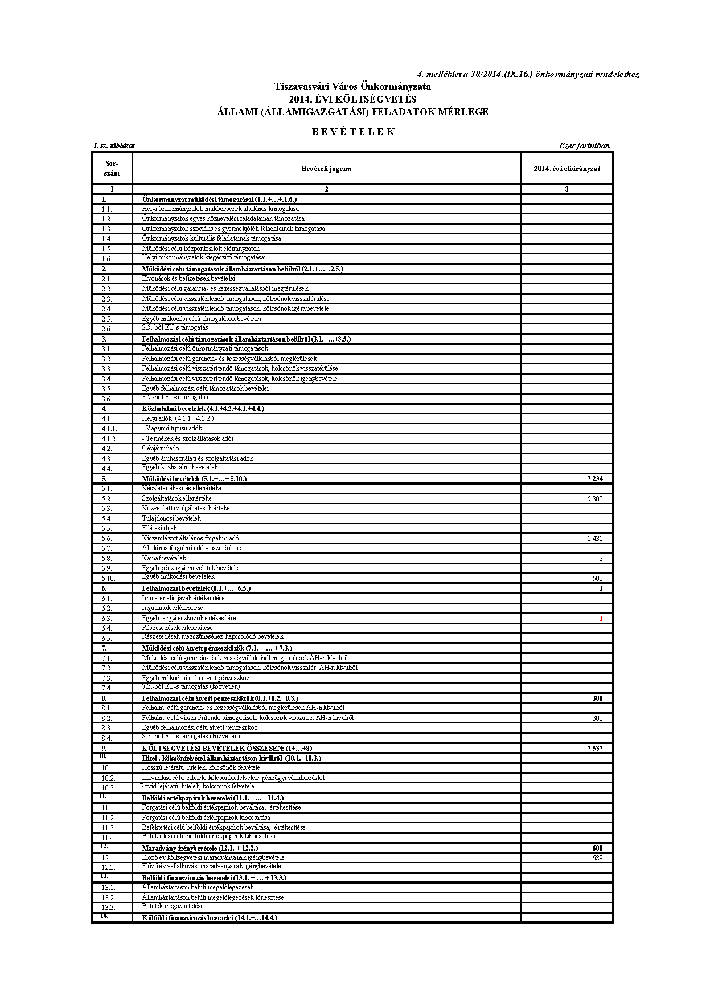 4. melléklet a 30/2014.(IX.16.) önkormányzati rendelethez
Tiszavasvári Város Önkormányzata
2014. ÉVI KÖLTSÉGVETÉS
ÁLLAMI (ÁLLAMIGAZGATÁSI) FELADATOK MÉRLEGE
B E V É T E L E K
1. sz. táblázat Ezer forintban
Sor-
szám Bevételi jogcím 2014. évi előirányzat
1 2 3
1. Önkormányzat működési támogatásai (1.1.+…+.1.6.)
1.1. Helyi önkormányzatok működésének általános támogatása
1.2. Önkormányzatok egyes köznevelési feladatainak támogatása
1.3. Önkormányzatok szociális és gyermekjóléti feladatainak támogatása
1.4. Önkormányzatok kulturális feladatainak támogatása
1.5. Működési célú központosított előirányzatok
1.6. Helyi önkormányzatok kiegészítő támogatásai
2. Működési célú támogatások államháztartáson belülről (2.1.+…+.2.5.)
2.1. Elvonások és befizetések bevételei
2.2. Működési célú garancia- és kezességvállalásból megtérülések
2.3. Működési célú visszatérítendő támogatások, kölcsönök visszatérülése
2.4. Működési célú visszatérítendő támogatások, kölcsönök igénybevétele
2.5. Egyéb működési célú támogatások bevételei
2.6. 2.5.-ből EU-s támogatás
3. Felhalmozási célú támogatások államháztartáson belülről (3.1.+…+3.5.)
3.1. Felhalmozási célú önkormányzati támogatások
3.2. Felhalmozási célú garancia- és kezességvállalásból megtérülések
3.3. Felhalmozási célú visszatérítendő támogatások, kölcsönök visszatérülése
3.4. Felhalmozási célú visszatérítendő támogatások, kölcsönök igénybevétele
3.5. Egyéb felhalmozási célú támogatások bevételei
3.6. 3.5.-ből EU-s támogatás
4. Közhatalmi bevételek (4.1.+4.2.+4.3.+4.4.)
4.1. Helyi adók (4.1.1.+4.1.2.)
4.1.1. - Vagyoni típusú adók
4.1.2. - Termékek és szolgáltatások adói
4.2. Gépjárműadó
4.3. Egyéb áruhasználati és szolgáltatási adók
4.4. Egyéb közhatalmi bevételek
5. Működési bevételek (5.1.+…+ 5.10.) 7 234
5.1. Készletértékesítés ellenértéke
5.2. Szolgáltatások ellenértéke 5 300
5.3. Közvetített szolgáltatások értéke
5.4. Tulajdonosi bevételek
5.5. Ellátási díjak
5.6. Kiszámlázott általános forgalmi adó 1 431
5.7. Általános forgalmi adó visszatérítése
5.8. Kamatbevételek 3
5.9. Egyéb pénzügyi műveletek bevételei
5.10. Egyéb működési bevételek 500
6. Felhalmozási bevételek (6.1.+…+6.5.) 3
6.1. Immateriális javak értékesítése
6.2. Ingatlanok értékesítése
6.3. Egyéb tárgyi eszközök értékesítése 3
6.4. Részesedések értékesítése
6.5. Részesedések megszűnéséhez kapcsolódó bevételek
7. Működési célú átvett pénzeszközök (7.1. + … + 7.3.)
7.1. Működési célú garancia- és kezességvállalásból megtérülések ÁH-n kívülről
7.2. Működési célú visszatérítendő támogatások, kölcsönök visszatér. ÁH-n kívülről
7.3. Egyéb működési célú átvett pénzeszköz
7.4. 7.3.-ból EU-s támogatás (közvetlen)
8. Felhalmozási célú átvett pénzeszközök (8.1.+8.2.+8.3.) 300
8.1. Felhalm. célú garancia- és kezességvállalásból megtérülések ÁH-n kívülről
8.2. Felhalm. célú visszatérítendő támogatások, kölcsönök visszatér. ÁH-n kívülről 300
8.3. Egyéb felhalmozási célú átvett pénzeszköz
8.4. 8.3.-ból EU-s támogatás (közvetlen)
9. KÖLTSÉGVETÉSI BEVÉTELEK ÖSSZESEN: (1+…+8) 7 537
10. Hitel-, kölcsönfelvétel államháztartáson kívülről (10.1.+10.3.)
10.1. Hosszú lejáratú hitelek, kölcsönök felvétele
10.2. Likviditási célú hitelek, kölcsönök felvétele pénzügyi vállalkozástól
10.3. Rövid lejáratú hitelek, kölcsönök felvétele
11. Belföldi értékpapírok bevételei (11.1. +…+ 11.4.)
11.1. Forgatási célú belföldi értékpapírok beváltása, értékesítése
11.2. Forgatási célú belföldi értékpapírok kibocsátása
11.3. Befektetési célú belföldi értékpapírok beváltása, értékesítése
11.4. Befektetési célú belföldi értékpapírok kibocsátása
12. Maradvány igénybevétele (12.1. + 12.2.) 688
12.1. Előző év költségvetési maradványának igénybevétele 688
12.2. Előző év vállalkozási maradványának igénybevétele
13. Belföldi finanszírozás bevételei (13.1. + … + 13.3.)
13.1. Államháztartáson belüli megelőlegezések
13.2. Államháztartáson belüli megelőlegezések törlesztése
13.3. Betétek megszüntetése
14. Külföldi finanszírozás bevételei (14.1.+…14.4.)